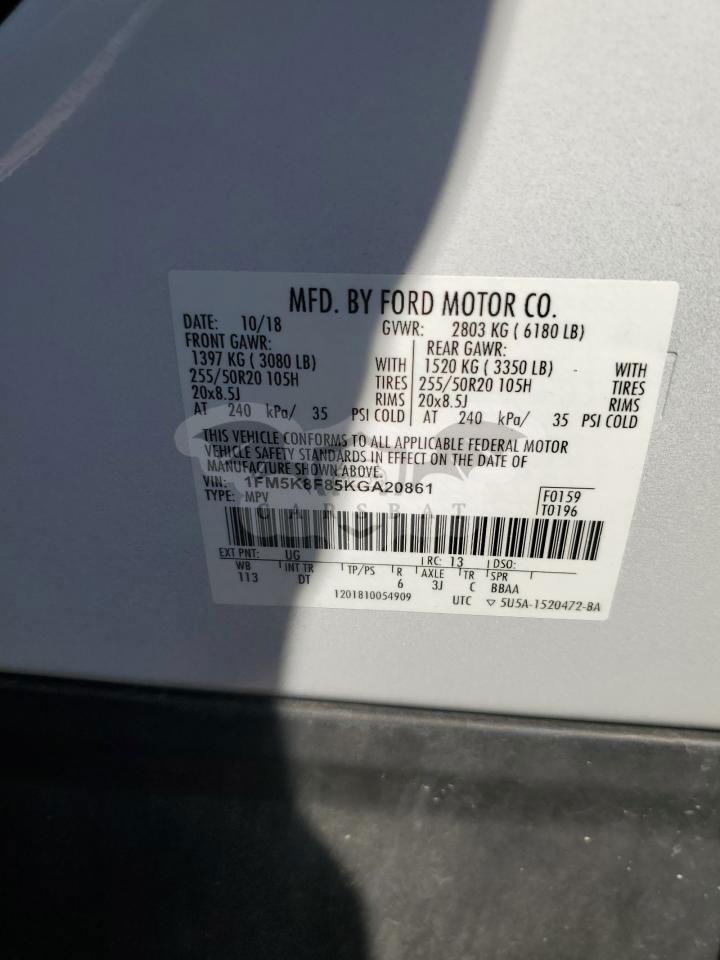 MFD. BY FORD MOTOR CO.
DATE: 10/18 GVWR: 2803 KG ( 6180 LB)
FRONT GAWR: REAR GAWR:
1397 KG ( 3080 LB) WITH 1520 KG ( 3350 LB) WITH
255/50R20 105H TIRES 255/50R20 105H TIRES
20x8.5J RIMS 20x8.5J RIMS
AT 240 kPa/ 35 PSI COLD AT 240 kPa/ 35 PSI COLD
THIS VEHICLE CONFORMS TO ALL APPLICABLE FEDERAL MOTOR
VEHICLE SAFETY STANDARDS IN EFFECT ON THE DATE OF
MANUFACTURE SHOWN ABOVE.
VIN: 1FM5K8F85KGA20861
TYPE: MPV
F0159
T0196
CARSBAT
EXT PNT: UG RC: 13 DSO:
WB INT TR TP/PS R AXLE TR SPR
113 DT 6 3J C BBAA
1201810054909 UTC ▽ 5U5A-1520472-BA